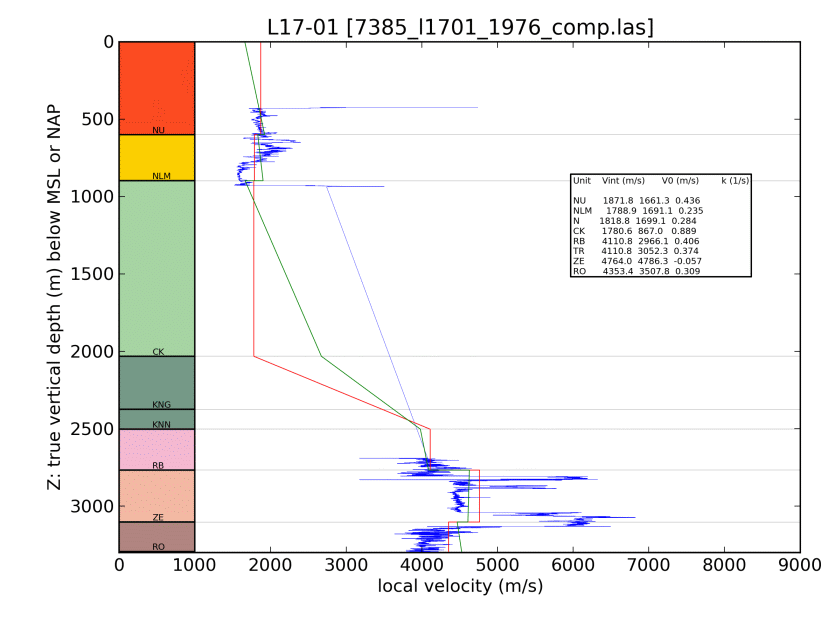 L17-01 [7385_l1701_1976_comp.las]
Z: true vertical depth (m) below MSL or NAP
0
500
1000
1500
2000
2500
3000
NU
NLM
CK
KNG
KNN
RB
ZE
RO
Unit Vint (m/s) V0 (m/s) k (1/s)
NU 1871.8 1661.3 0.436
NLM 1788.9 1691.1 0.235
N 1818.8 1699.1 0.284
CK 1780.6 867.0 0.889
RB 4110.8 2966.1 0.406
TR 4110.8 3052.3 0.374
ZE 4764.0 4786.3 -0.057
RO 4353.4 3507.8 0.309
0 1000 2000 3000 4000 5000 6000 7000 8000 9000
local velocity (m/s)